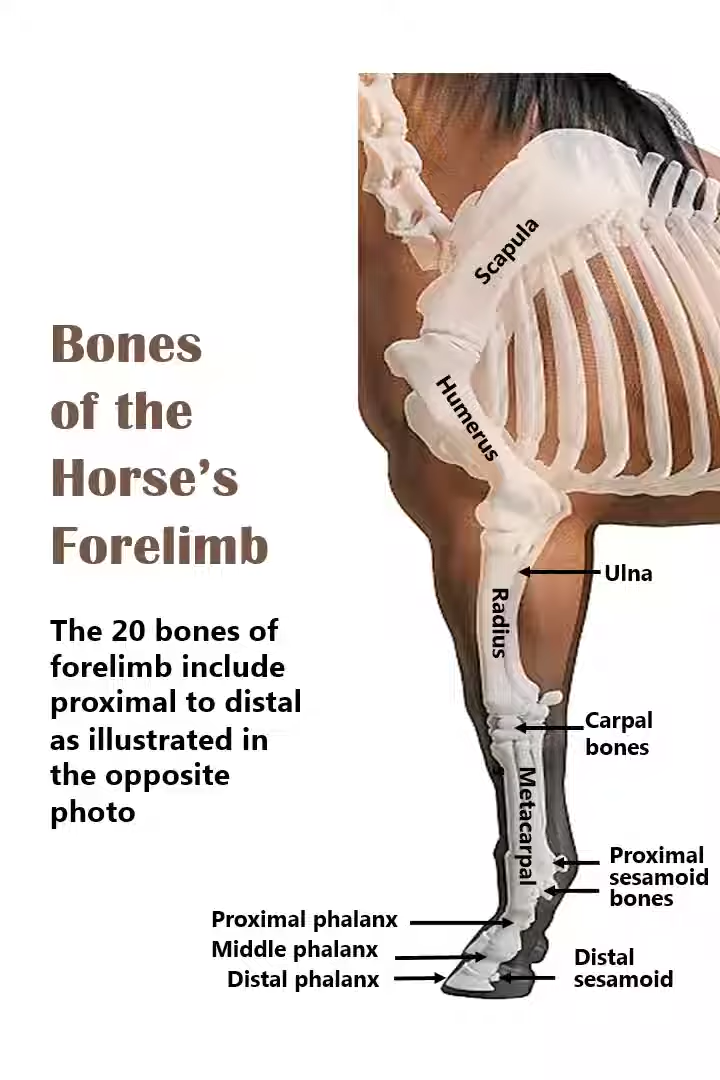 Bones
of the
Horse's
Forelimb
The 20 bones of
forelimb include
proximal to distal
as illustrated in
the opposite
photo
Scapula
Humerus
Ulna
Radius
Carpal
bones
Metacarpal
Proximal
sesamoid
bones
Proximal phalanx
Middle phalanx
Distal phalanx
Distal
sesamoid